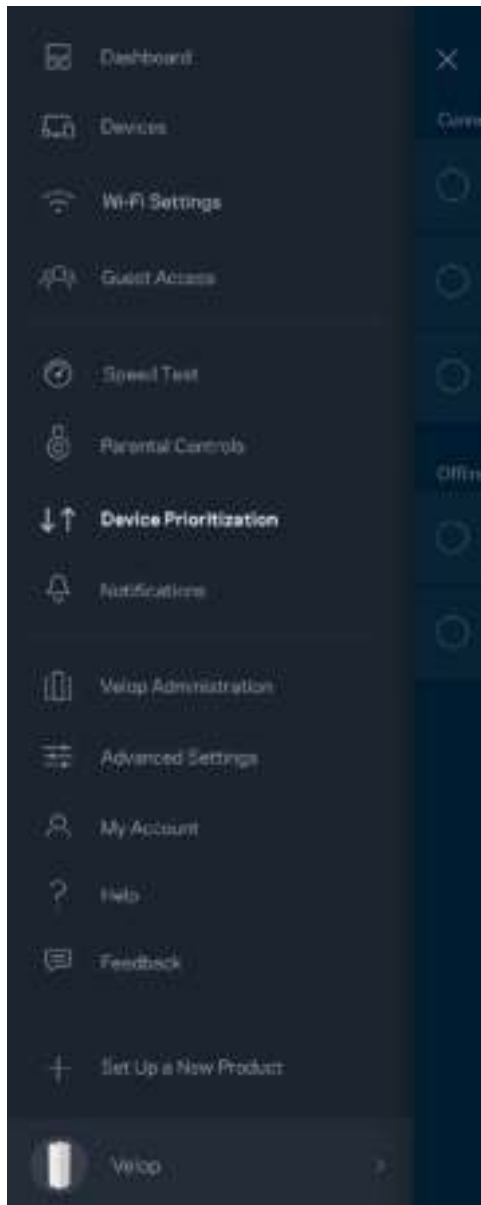 Dashboard
Devices
Wi-Fi Settings
Guest Access
Speed Test
Parental Controls
Device Prioritization
Notifications
Velop Administration
Advanced Settings
My Account
Help
Feedback
Set Up a New Product
Velop